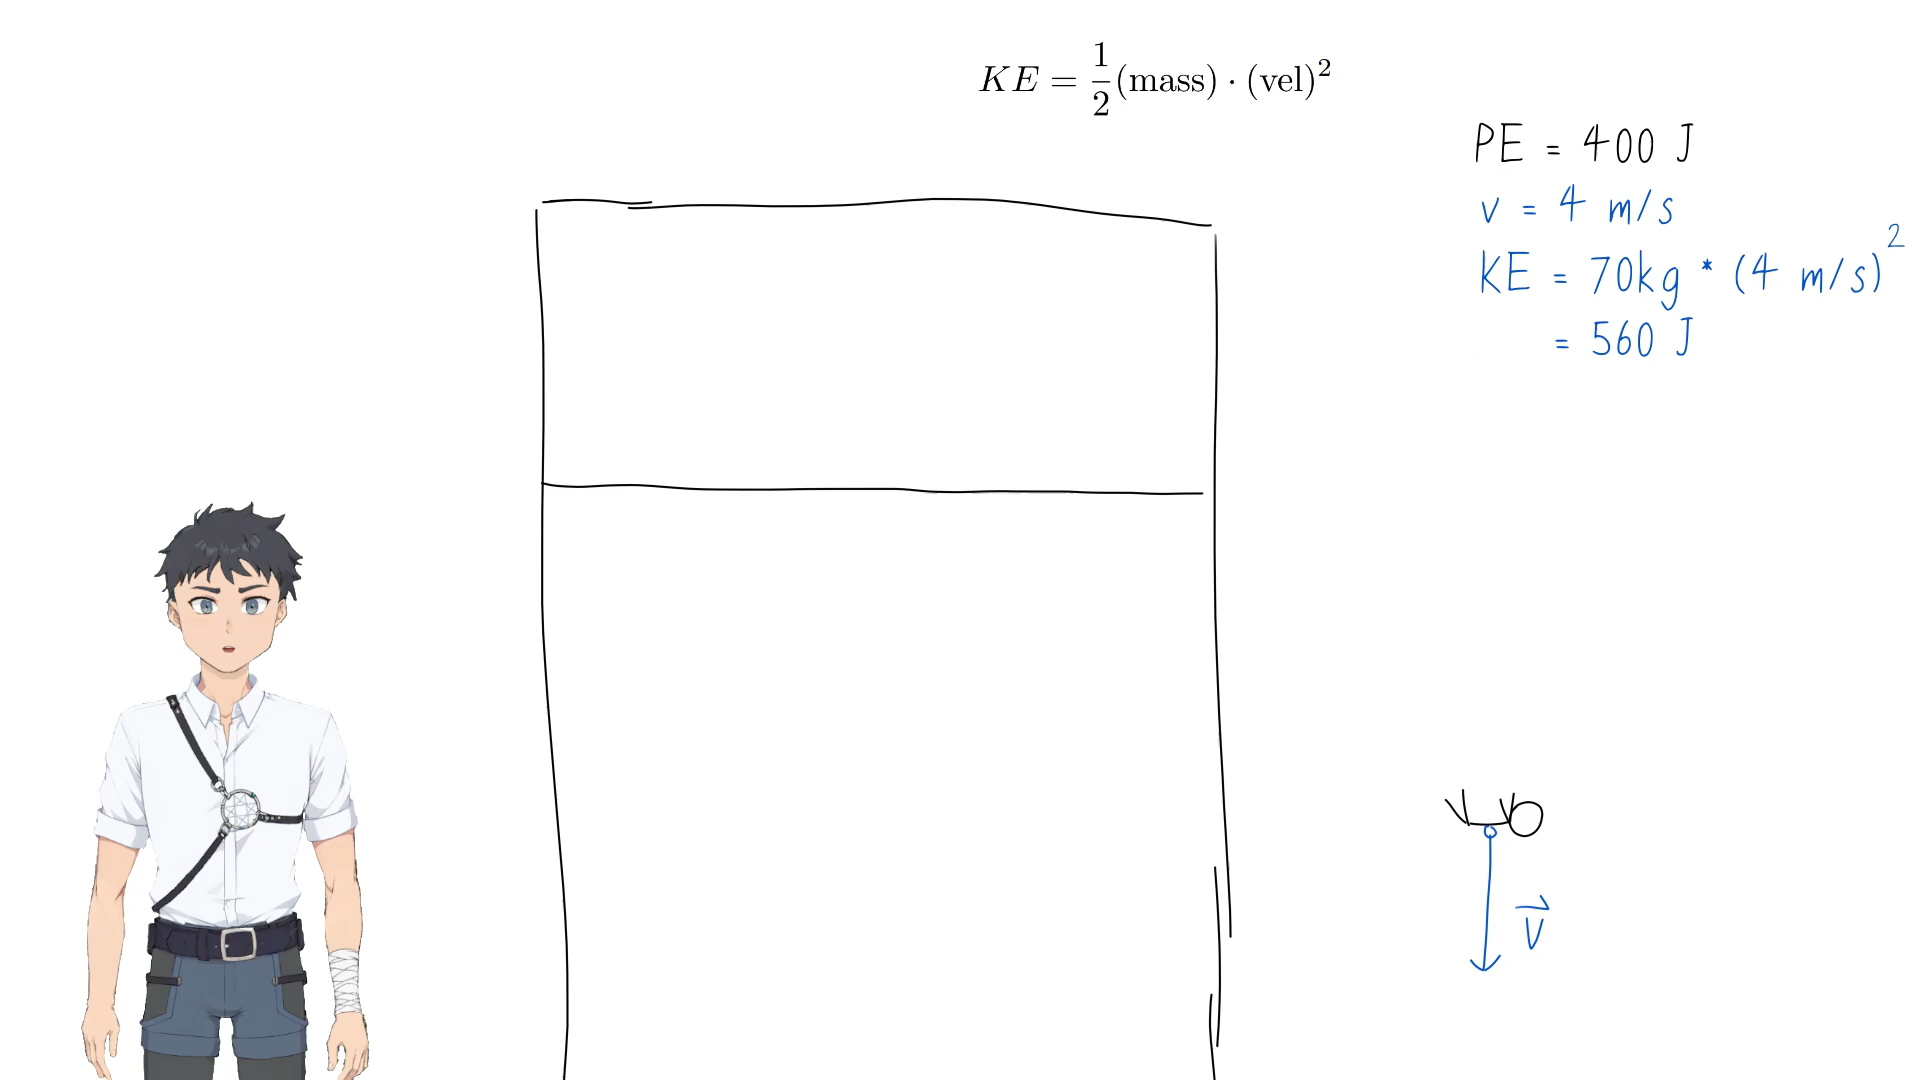 KE = 1/2 (mass) · (vel)²
PE = 400 J
v = 4 m/s
KE = 70kg * (4 m/s)²
= 560 J
v⃗